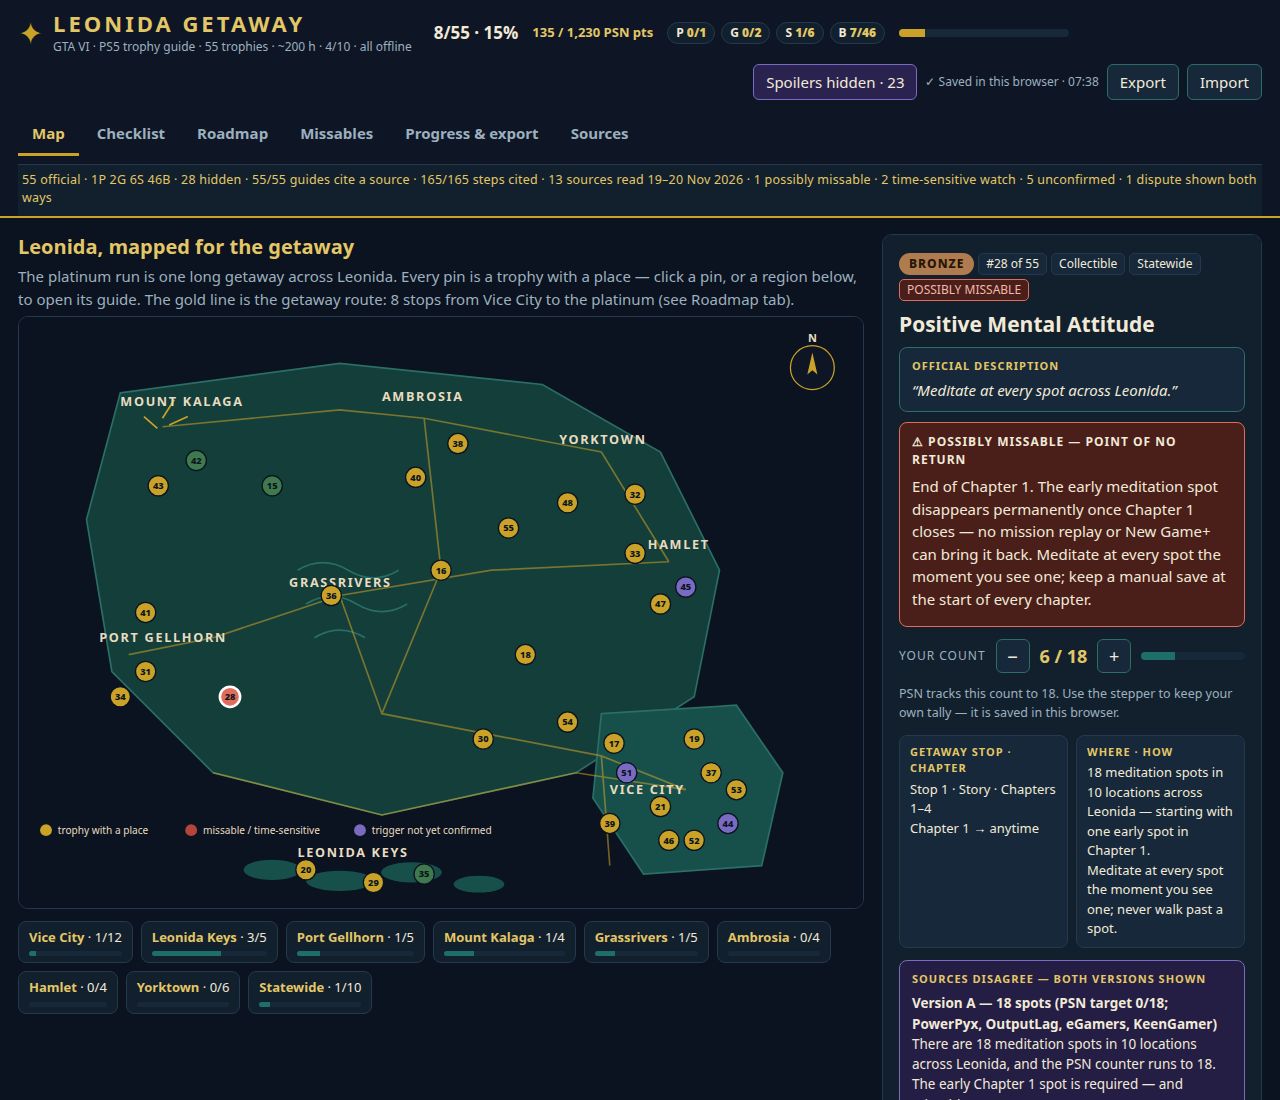 LEONIDA GETAWAY
GTA VI · PS5 trophy guide · 55 trophies · ~200 h · 4/10 · all offline
8/55 · 15%
135 / 1,230 PSN pts
P 0/1
G 0/2
S 1/6
B 7/46
Spoilers hidden · 23
✓ Saved in this browser · 07:38
Export
Import
Map
Checklist
Roadmap
Missables
Progress & export
Sources
55 official · 1P 2G 6S 46B · 28 hidden · 55/55 guides cite a source · 165/165 steps cited · 13 sources read 19–20 Nov 2026 · 1 possibly missable · 2 time-sensitive watch · 5 unconfirmed · 1 dispute shown both
ways
Leonida, mapped for the getaway
The platinum run is one long getaway across Leonida. Every pin is a trophy with a place — click a pin, or a region below,
to open its guide. The gold line is the getaway route: 8 stops from Vice City to the platinum (see Roadmap tab).
N
MOUNT KALAGA
AMBROSIA
YORKTOWN
38
42
43
15
40
48
32
55
33
HAMLET
16
GRASSRIVERS
36
45
47
41
PORT GELLHORN
18
31
34
28
54
30
17
19
51
37
VICE CITY
53
21
39
44
46
52
trophy with a place
missable / time-sensitive
trigger not yet confirmed
LEONIDA KEYS
20
29
35
Vice City · 1/12
Leonida Keys · 3/5
Port Gellhorn · 1/5
Mount Kalaga · 1/4
Grassrivers · 1/5
Ambrosia · 0/4
Hamlet · 0/4
Yorktown · 0/6
Statewide · 1/10
BRONZE
#28 of 55
Collectible
Statewide
POSSIBLY MISSABLE
Positive Mental Attitude
OFFICIAL DESCRIPTION
“Meditate at every spot across Leonida.”
⚠ POSSIBLY MISSABLE — POINT OF NO
RETURN
End of Chapter 1. The early meditation spot
disappears permanently once Chapter 1
closes — no mission replay or New Game+
can bring it back. Meditate at every spot the
moment you see one; keep a manual save at
the start of every chapter.
YOUR COUNT
−
6 / 18
+
PSN tracks this count to 18. Use the stepper to keep your
own tally — it is saved in this browser.
GETAWAY STOP ·
CHAPTER
Stop 1 · Story · Chapters
1–4
Chapter 1 → anytime
WHERE · HOW
18 meditation spots in
10 locations across
Leonida — starting with
one early spot in
Chapter 1.
Meditate at every spot
the moment you see
one; never walk past a
spot.
SOURCES DISAGREE — BOTH VERSIONS SHOWN
Version A — 18 spots (PSN target 0/18;
PowerPyx, OutputLag, eGamers, KeenGamer)
There are 18 meditation spots in 10 locations
across Leonida, and the PSN counter runs to 18.
The early Chapter 1 spot is required — and